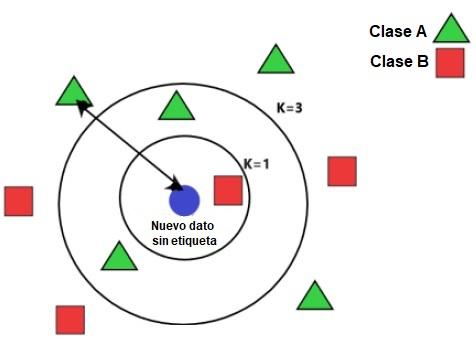 Clase A
Clase B
K=3
K=1
Nuevo dato
sin etiqueta